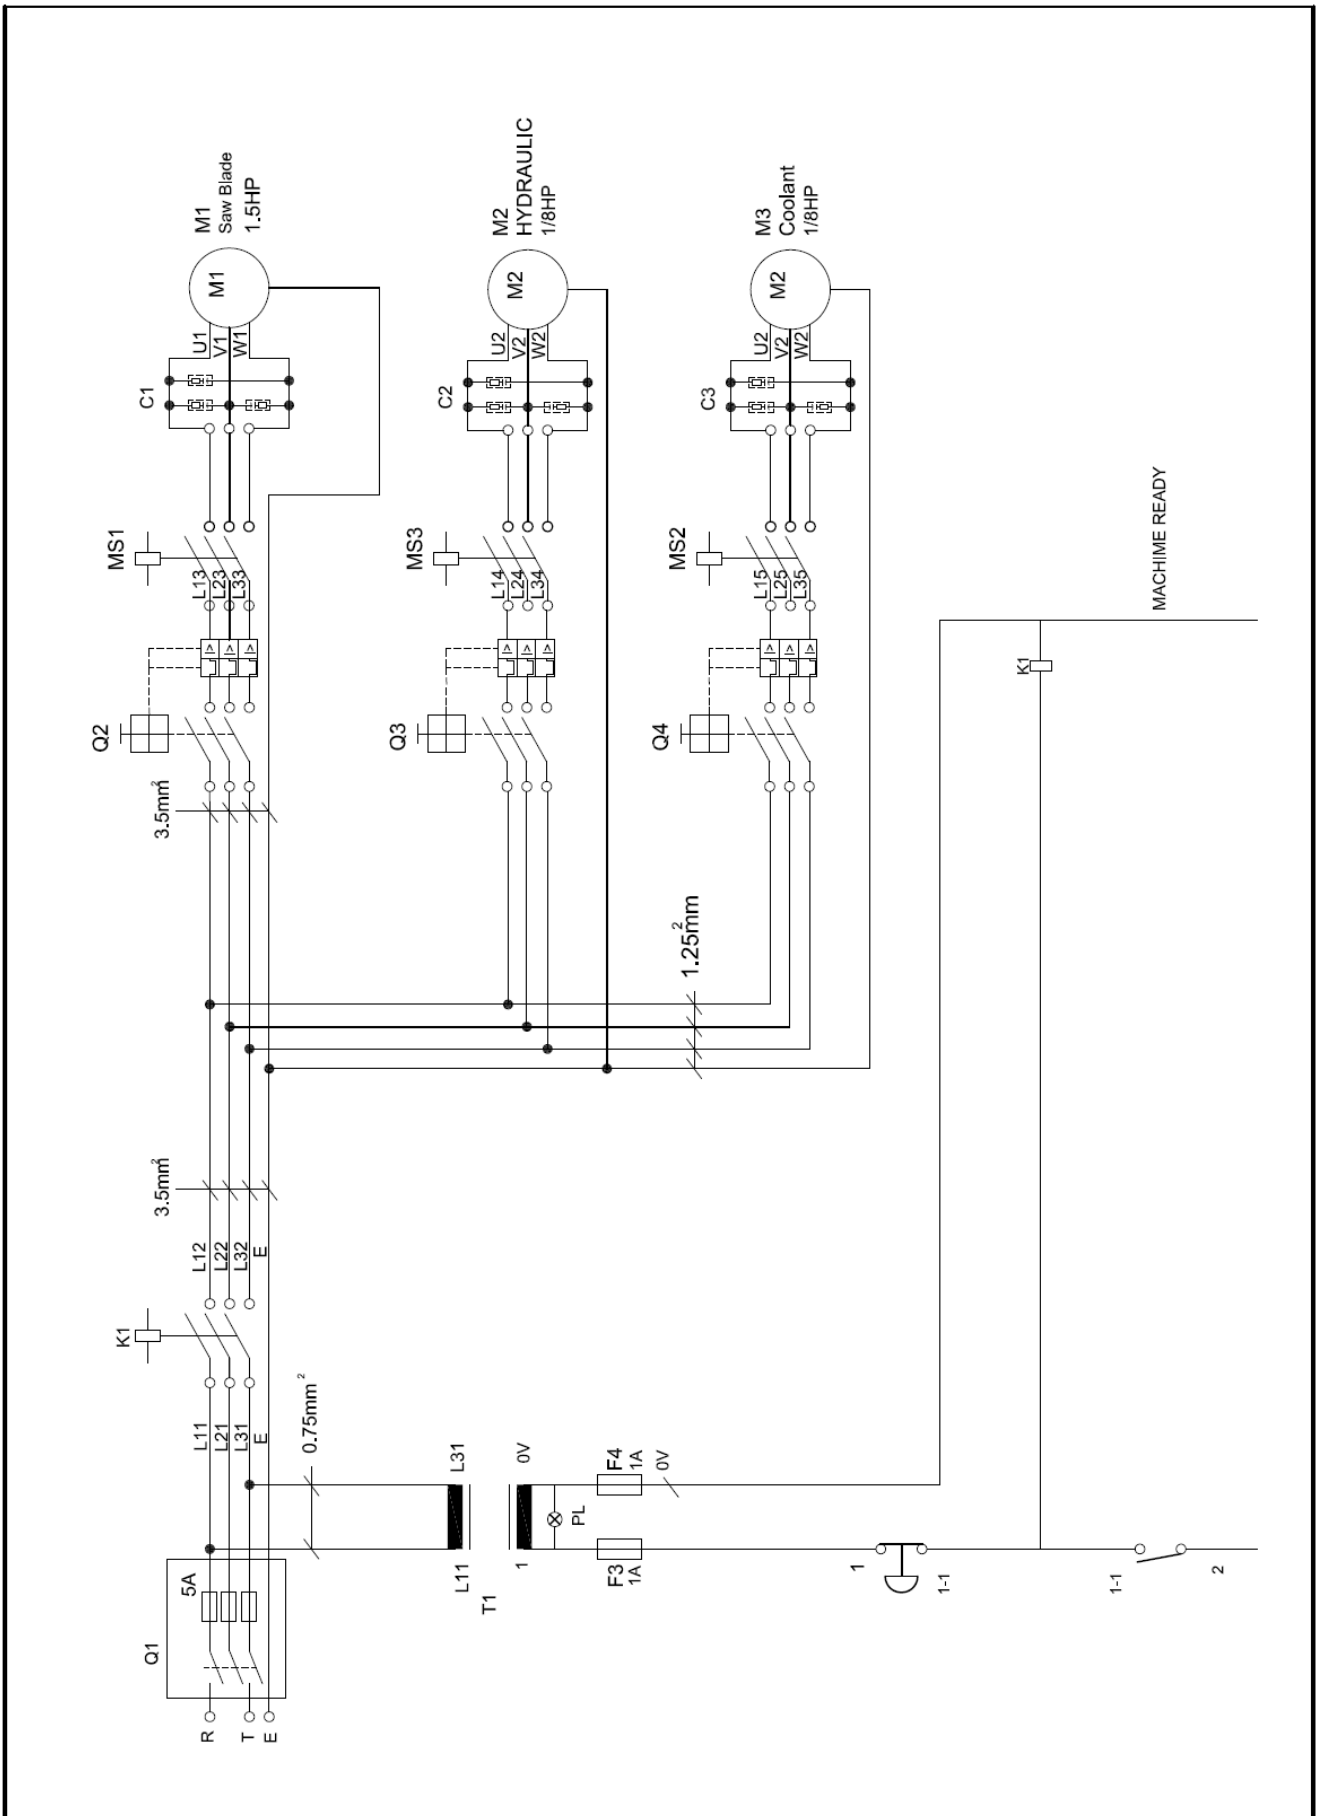 M1
Saw Blade
1.5HP
M2
HYDRAULIC
1/8HP
M3
Coolant
1/8HP
M1
M2
M2
U1
V1
W1
U2
V2
W2
U2
V2
W2
C1
C2
C3
MS1
MS3
MS2
L13
L23
L33
L14
L24
L34
L15
L25
L35
Q2
Q3
Q4
3.5mm²
1.25mm²
3.5mm²
L12
L22
L32
E
K1
L11
L21
L31
E
0.75mm²
5A
Q1
R
T
E
L31
L11
T1
0V
1
PL
F4
1A
0V
F3
1A
1
1-1
1-1
2
K1
MACHIME READY